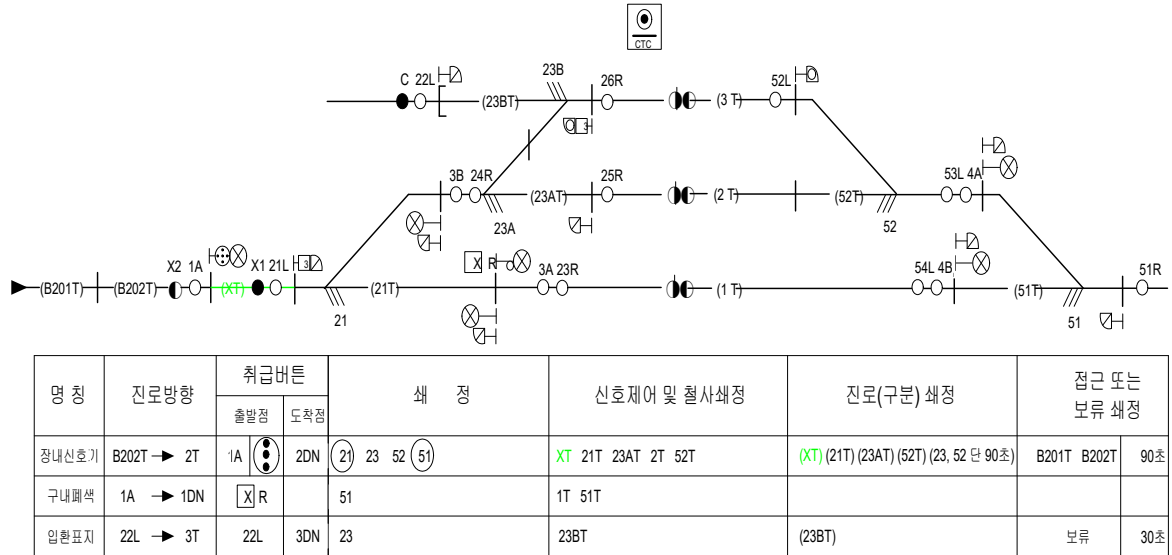 CTC
C 22L (23BT) 23B 26R (3 T) 52L
3
3B 24R (23AT) 25R (2 T) (52T) 53L 4A
23A 52
(B201T) (B202T) X2 1A (XT) X1 21L 3 (21T) X R 3A 23R (1 T) 54L 4B (51T) 51R
21 51
명 칭 진로방향 취급버튼 쇄 정 신호제어 및 철사쇄정 진로(구분) 쇄정 접근 또는
보류 쇄정
출발점 도착점
장내신호기 B202T 2T 1A 2DN 21 23 52 51 XT 21T 23AT 2T 52T (XT) (21T) (23AT) (52T) (23, 52 단 90초) B201T B202T 90초
구내폐색 1A 1DN X R 51 1T 51T
입환표지 22L 3T 22L 3DN 23 23BT (23BT) 보류 30초